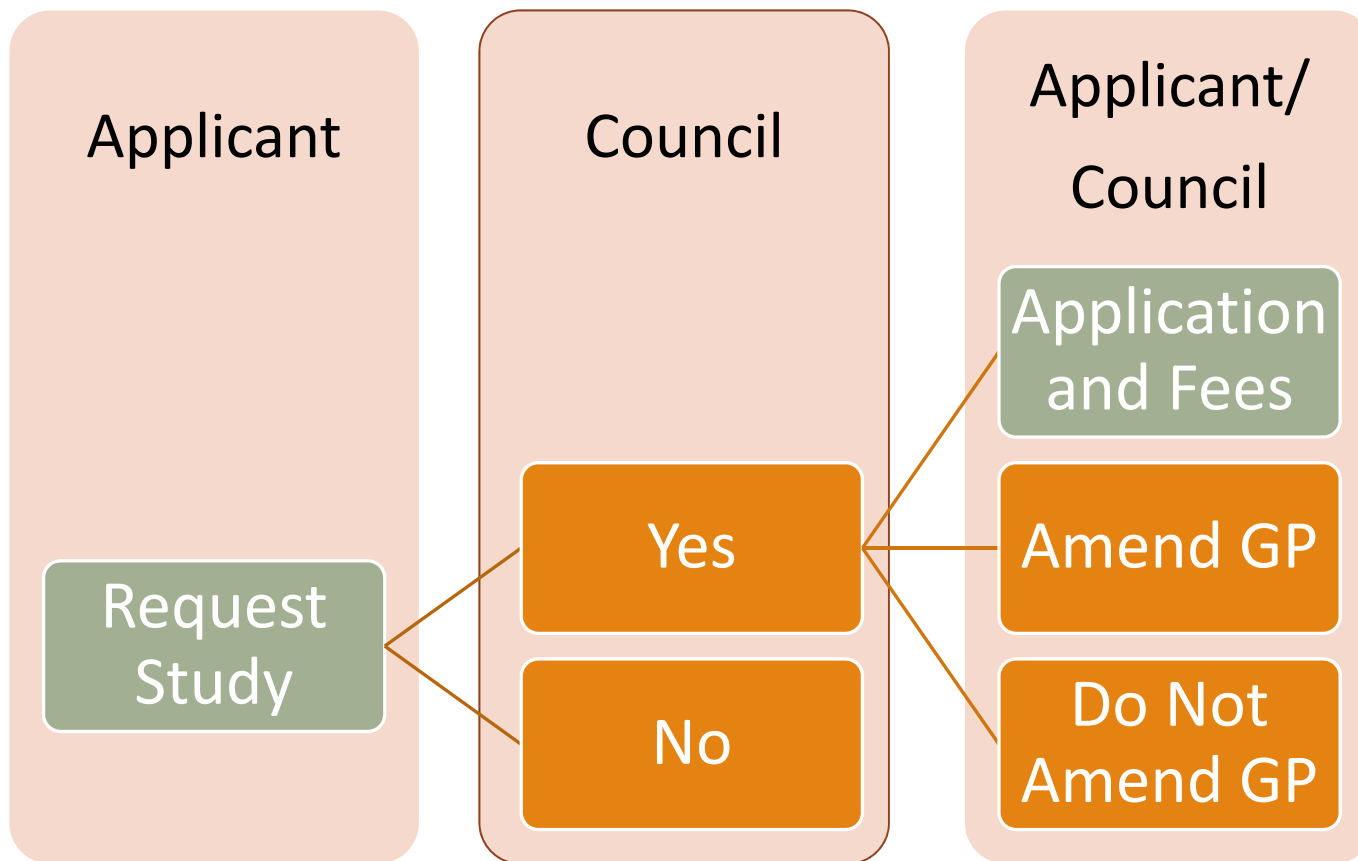 Applicant
Council
Applicant/
Council
Request
Study
Yes
No
Application
and Fees
Amend GP
Do Not
Amend GP